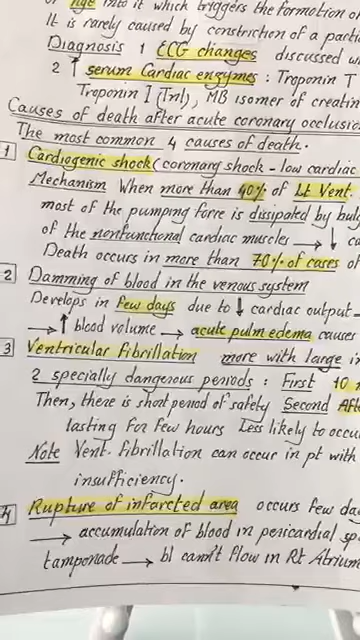 nge into it which triggers the formation o
It is rarely caused by constriction of a
Diagnosis 1 ECG changes discussed w
2 ↑ serum Cardiac enzymes : Troponin T
Troponin I (TnI), MB isomer of creatin
Causes of death after acute coronary occlusio
The most common 4 causes of death.
1 Cardiogenic shock (coronary shock - low cardiac
Mechanism When more than 40% of Lt Vent.
most of the pumping force is dissipated by bul
of the nonfunctional cardiac muscles → ↓ ca
Death occurs in more than 70% of cases of
2 Damming of blood in the venous system
Develops in few days due to ↓ cardiac output
→ ↑ blood volume → acute pulm edema causes
3 Ventricular fibrillation more with large in
2 specially dangerous periods : First 10 m
Then, there is short period of safety Second Afte
lasting for few hours Less likely to occu
Note Vent. fibrillation can occur in pt with
insufficiency.
4 Rupture of infarcted area occurs few da
→ accumulation of blood in pericardial sp
tamponade → bl can't flow in Rt Atrium